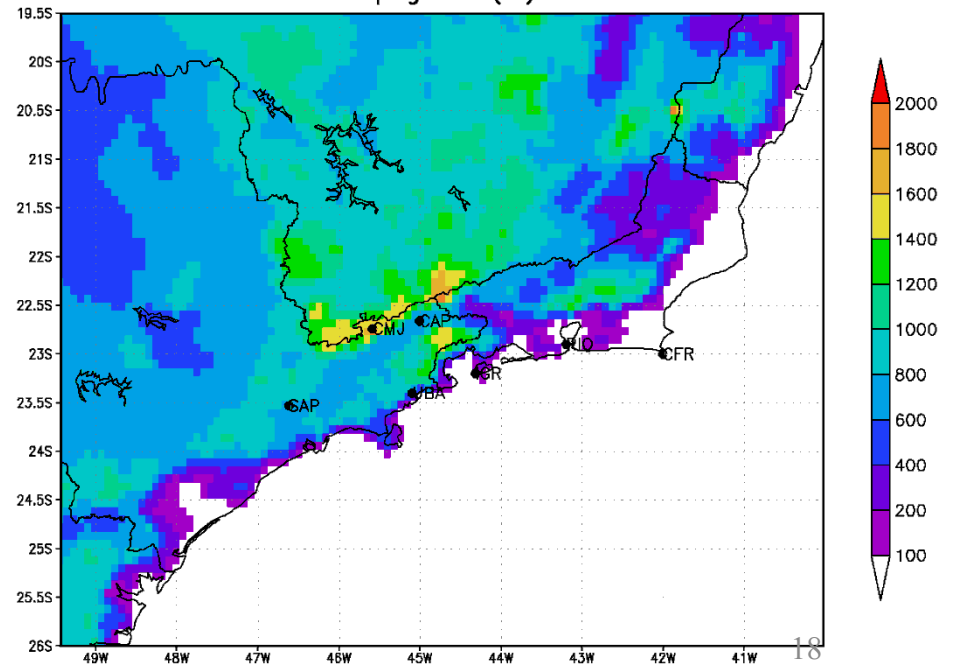 19.5S
20S
20.5S
21S
21.5S
22S
22.5S
23S
23.5S
24S
24.5S
25S
25.5S
26S
49W 48W 47W 46W 45W 44W 43W 42W 41W
CMJ
CAP
RIO
CFR
GR
UBA
SAP
2000
1800
1600
1400
1200
1000
800
600
400
200
100
18